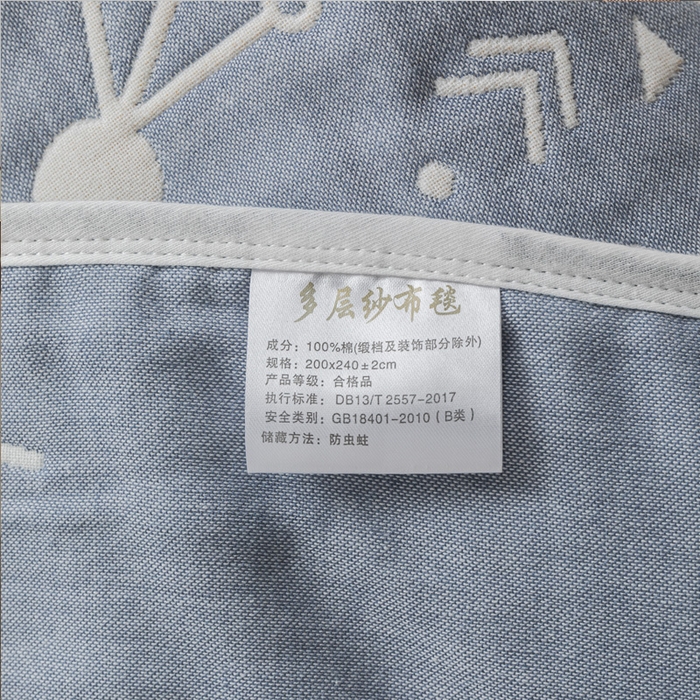 多层纱布毯
成分：100%棉(缎档及装饰部分除外)
规格：200x240±2cm
产品等级：合格品
执行标准：DB13/T 2557-2017
安全类别：GB18401-2010（B类）
储藏方法：防虫蛀